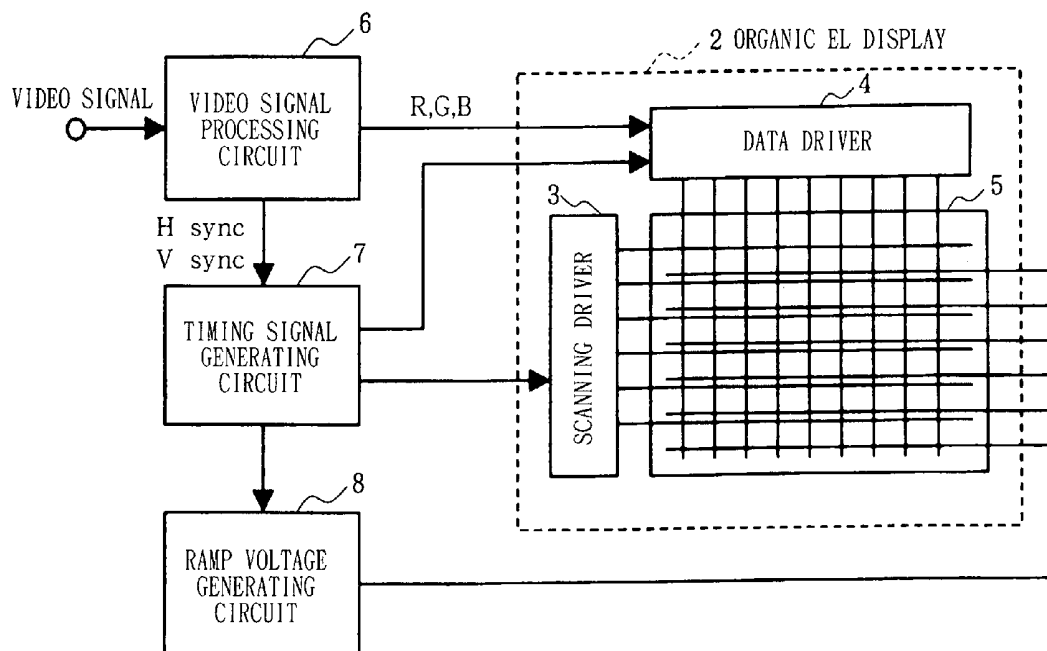 6
2 ORGANIC EL DISPLAY
VIDEO SIGNAL
VIDEO SIGNAL
PROCESSING
CIRCUIT
R,G,B
4
DATA DRIVER
H sync
V sync
3
5
7
TIMING SIGNAL
GENERATING
CIRCUIT
SCANNING DRIVER
8
RAMP VOLTAGE
GENERATING
CIRCUIT